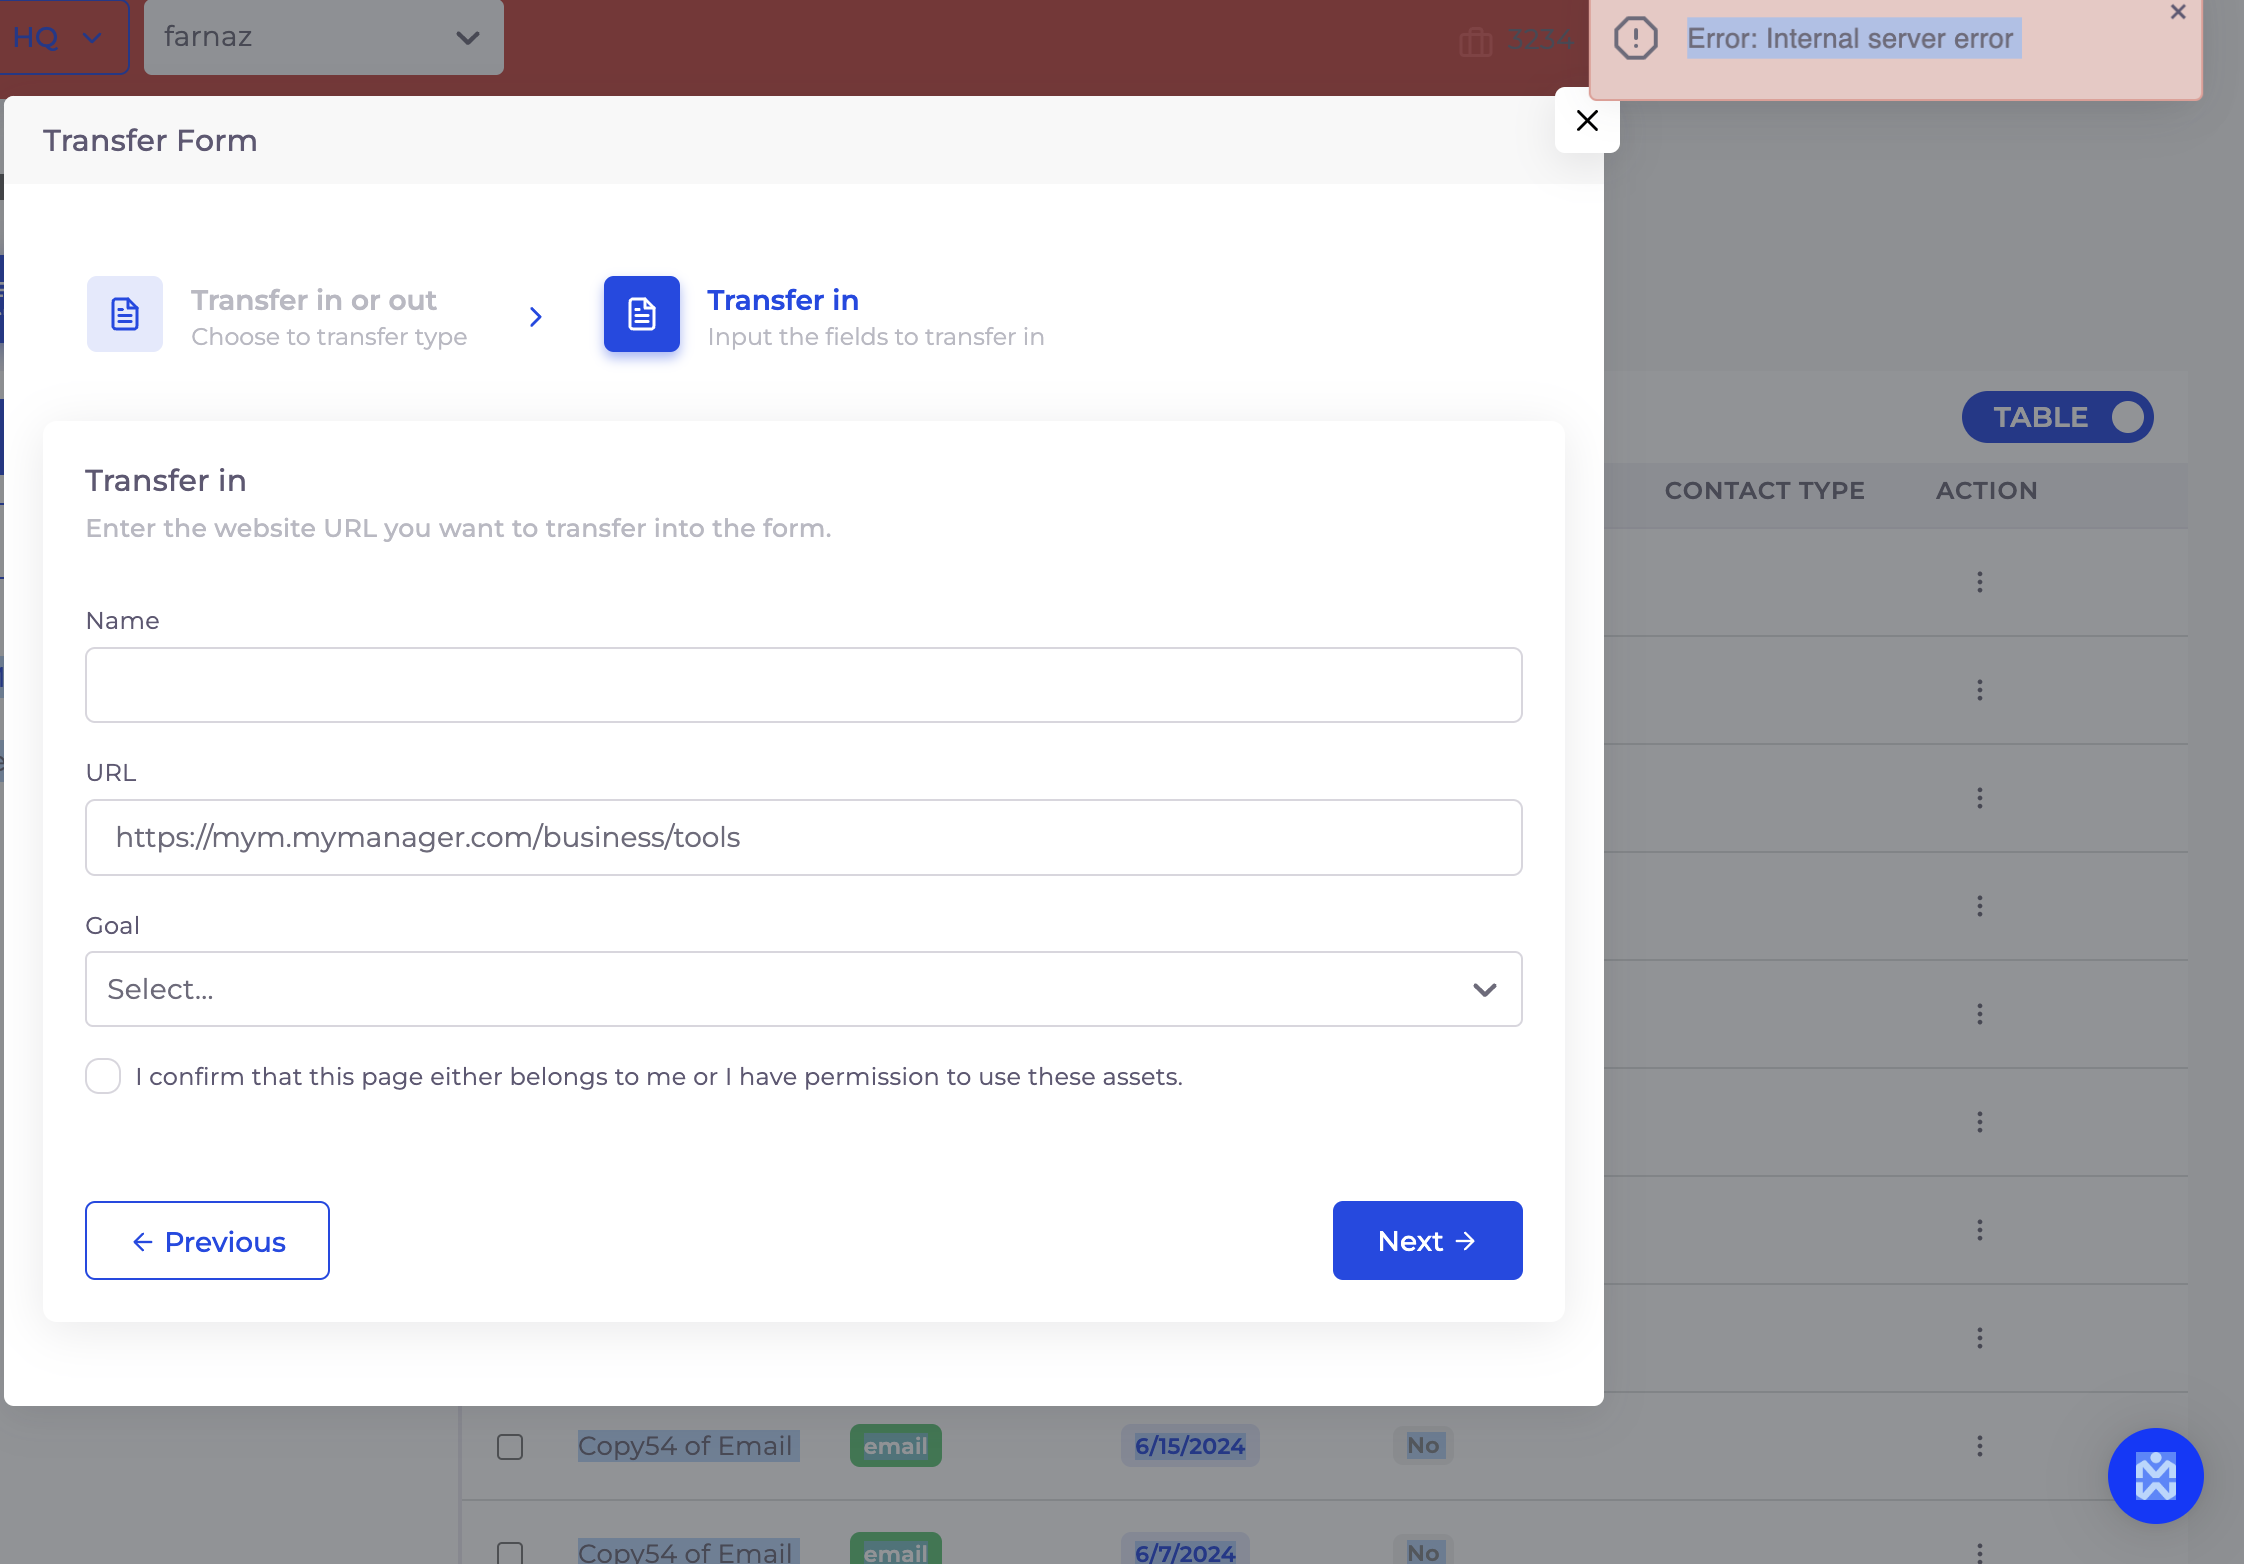 HQ
farnaz
3234
Error: Internal server error
Transfer Form
Transfer in or out
Choose to transfer type
Transfer in
Input the fields to transfer in
TABLE
CONTACT TYPE
ACTION
Transfer in
Enter the website URL you want to transfer into the form.
Name
URL
https://mym.mymanager.com/business/tools
Goal
Select...
I confirm that this page either belongs to me or I have permission to use these assets.
Previous
Next
Copy54 of Email
email
6/15/2024
No
Copy54 of Email
email
6/7/2024
No